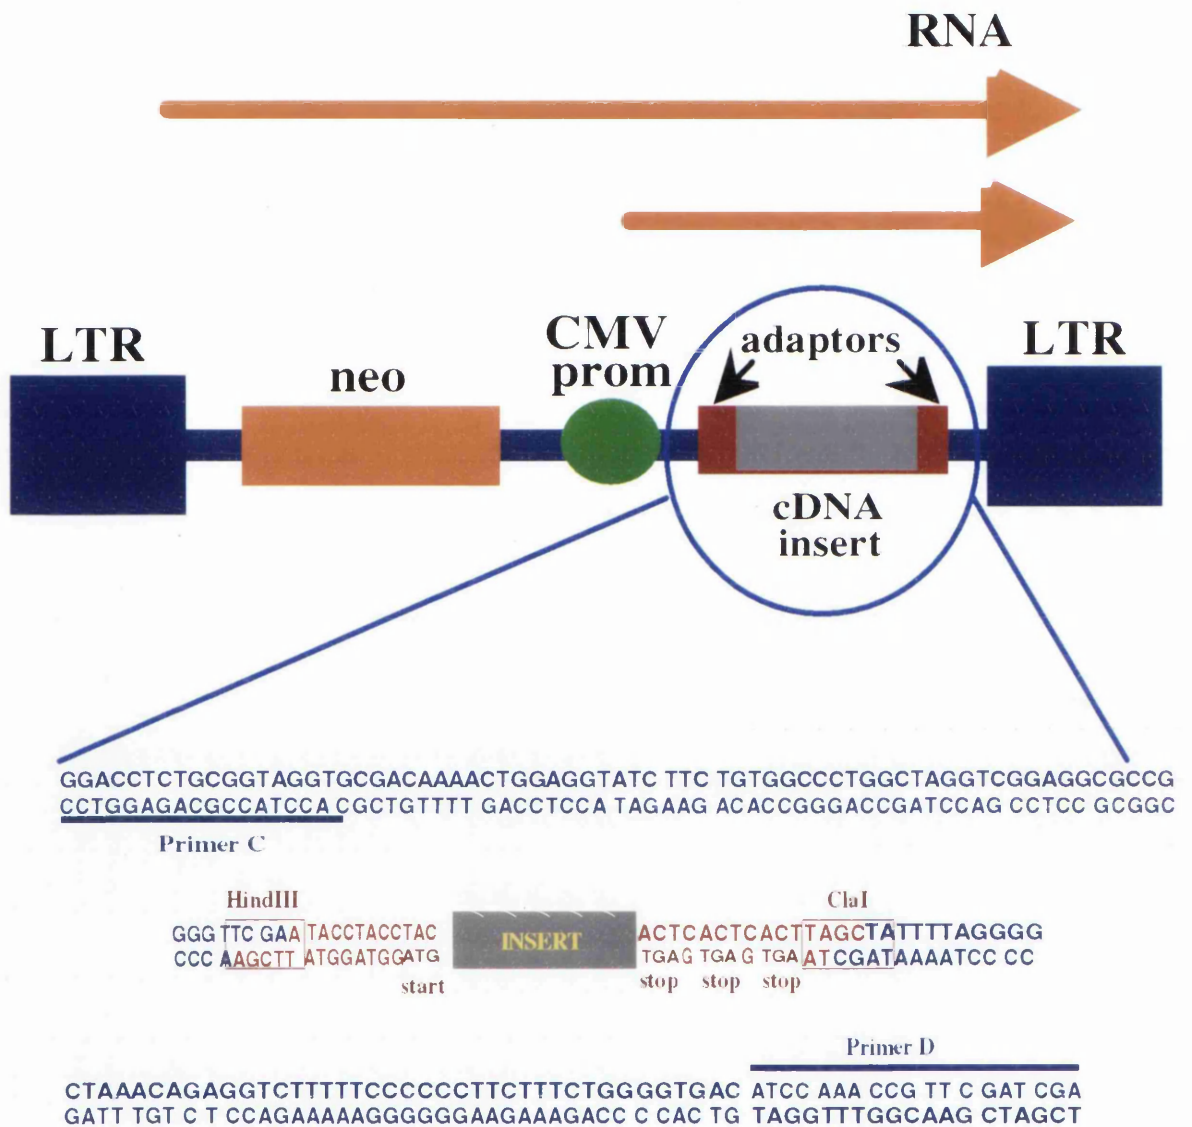 RNA
LTR
neo
CMV
prom
adaptors
LTR
cDNA
insert
GGACCTCTGCGGTAGGTGCGACAAAACTGGAGGTATC TTC TGTGGCCCTGGCTAGGTCGGAGGCGCCG
CCTGGAGACGCCATCCA CGCTGTTTT GACCTCCA TAGAAG ACACCGGGACCGATCCAG CCTCC GCGGC
Primer C
HindIII
ClaI
GGG TTC GAA TACCTACCTAC
INSERT
ACTCACTCACTTAGCTATTTTAGGGG
CCC AAGCTT ATGGATGGATG
TGAG TGA G TGA ATCGATAAAATCC CC
start
stop stop stop
Primer D
CTAAACAGAGGTCTTTTTCCCCCCTTCTTTCTGGGGTGAC ATCC AAA CCG TT C GAT CGA
GATT TGT C T CCAGAAAAAGGGGGGAAGAAAGACC C CAC TG TAGGTTTGGCAAG CTAGCT